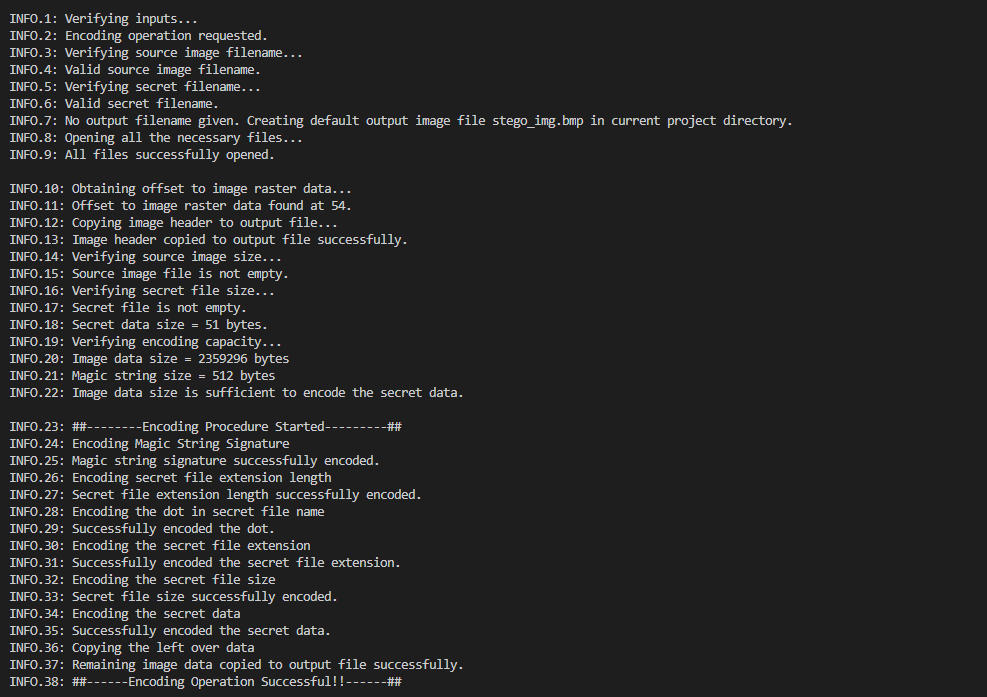 INFO.1: Verifying inputs...
INFO.2: Encoding operation requested.
INFO.3: Verifying source image filename...
INFO.4: Valid source image filename.
INFO.5: Verifying secret filename...
INFO.6: Valid secret filename.
INFO.7: No output filename given. Creating default output image file stego_img.bmp in current project directory.
INFO.8: Opening all the necessary files...
INFO.9: All files successfully opened.
INFO.10: Obtaining offset to image raster data...
INFO.11: Offset to image raster data found at 54.
INFO.12: Copying image header to output file...
INFO.13: Image header copied to output file successfully.
INFO.14: Verifying source image size...
INFO.15: Source image file is not empty.
INFO.16: Verifying secret file size...
INFO.17: Secret file is not empty.
INFO.18: Secret data size = 51 bytes.
INFO.19: Verifying encoding capacity...
INFO.20: Image data size = 2359296 bytes
INFO.21: Magic string size = 512 bytes
INFO.22: Image data size is sufficient to encode the secret data.
INFO.23: ##--------Encoding Procedure Started---------##
INFO.24: Encoding Magic String Signature
INFO.25: Magic string signature successfully encoded.
INFO.26: Encoding secret file extension length
INFO.27: Secret file extension length successfully encoded.
INFO.28: Encoding the dot in secret file name
INFO.29: Successfully encoded the dot.
INFO.30: Encoding the secret file extension
INFO.31: Successfully encoded the secret file extension.
INFO.32: Encoding the secret file size
INFO.33: Secret file size successfully encoded.
INFO.34: Encoding the secret data
INFO.35: Successfully encoded the secret data.
INFO.36: Copying the left over data
INFO.37: Remaining image data copied to output file successfully.
INFO.38: ##------Encoding Operation Successful!!------##